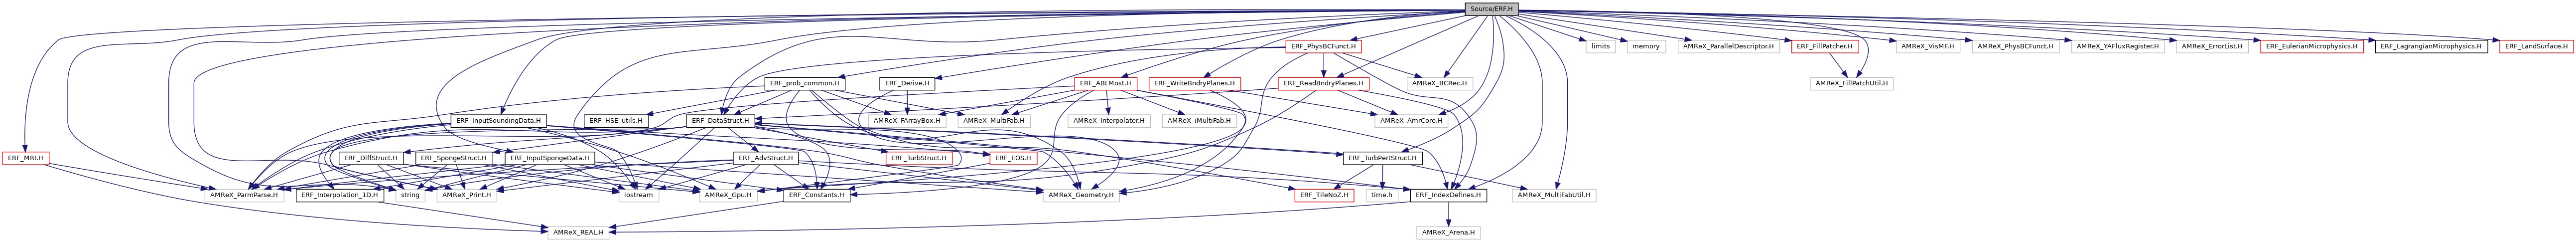 Source/ERF.H
ERF_PhysBCFunct.H
limits
memory
AMReX_ParallelDescriptor.H
ERF_FillPatcher.H
AMReX_VisMF.H
AMReX_PhysBCFunct.H
AMReX_YAFluxRegister.H
AMReX_ErrorList.H
ERF_EulerianMicrophysics.H
ERF_LagrangianMicrophysics.H
ERF_LandSurface.H
ERF_prob_common.H
ERF_Derive.H
ERF_ABLMost.H
ERF_WriteBndryPlanes.H
ERF_ReadBndryPlanes.H
AMReX_BCRec.H
AMReX_FillPatchUtil.H
ERF_InputSoundingData.H
ERF_HSE_utils.H
ERF_DataStruct.H
AMReX_FArrayBox.H
AMReX_MultiFab.H
AMReX_Interpolater.H
AMReX_iMultiFab.H
AMReX_AmrCore.H
ERF_MRI.H
ERF_DiffStruct.H
ERF_SpongeStruct.H
ERF_InputSpongeData.H
ERF_AdvStruct.H
ERF_TurbStruct.H
ERF_EOS.H
ERF_TurbPertStruct.H
AMReX_ParmParse.H
ERF_Interpolation_1D.H
string
AMReX_Print.H
iostream
AMReX_Gpu.H
ERF_Constants.H
AMReX_Geometry.H
ERF_TileNoZ.H
time.h
ERF_IndexDefines.H
AMReX_MultiFabUtil.H
AMReX_REAL.H
AMReX_Arena.H